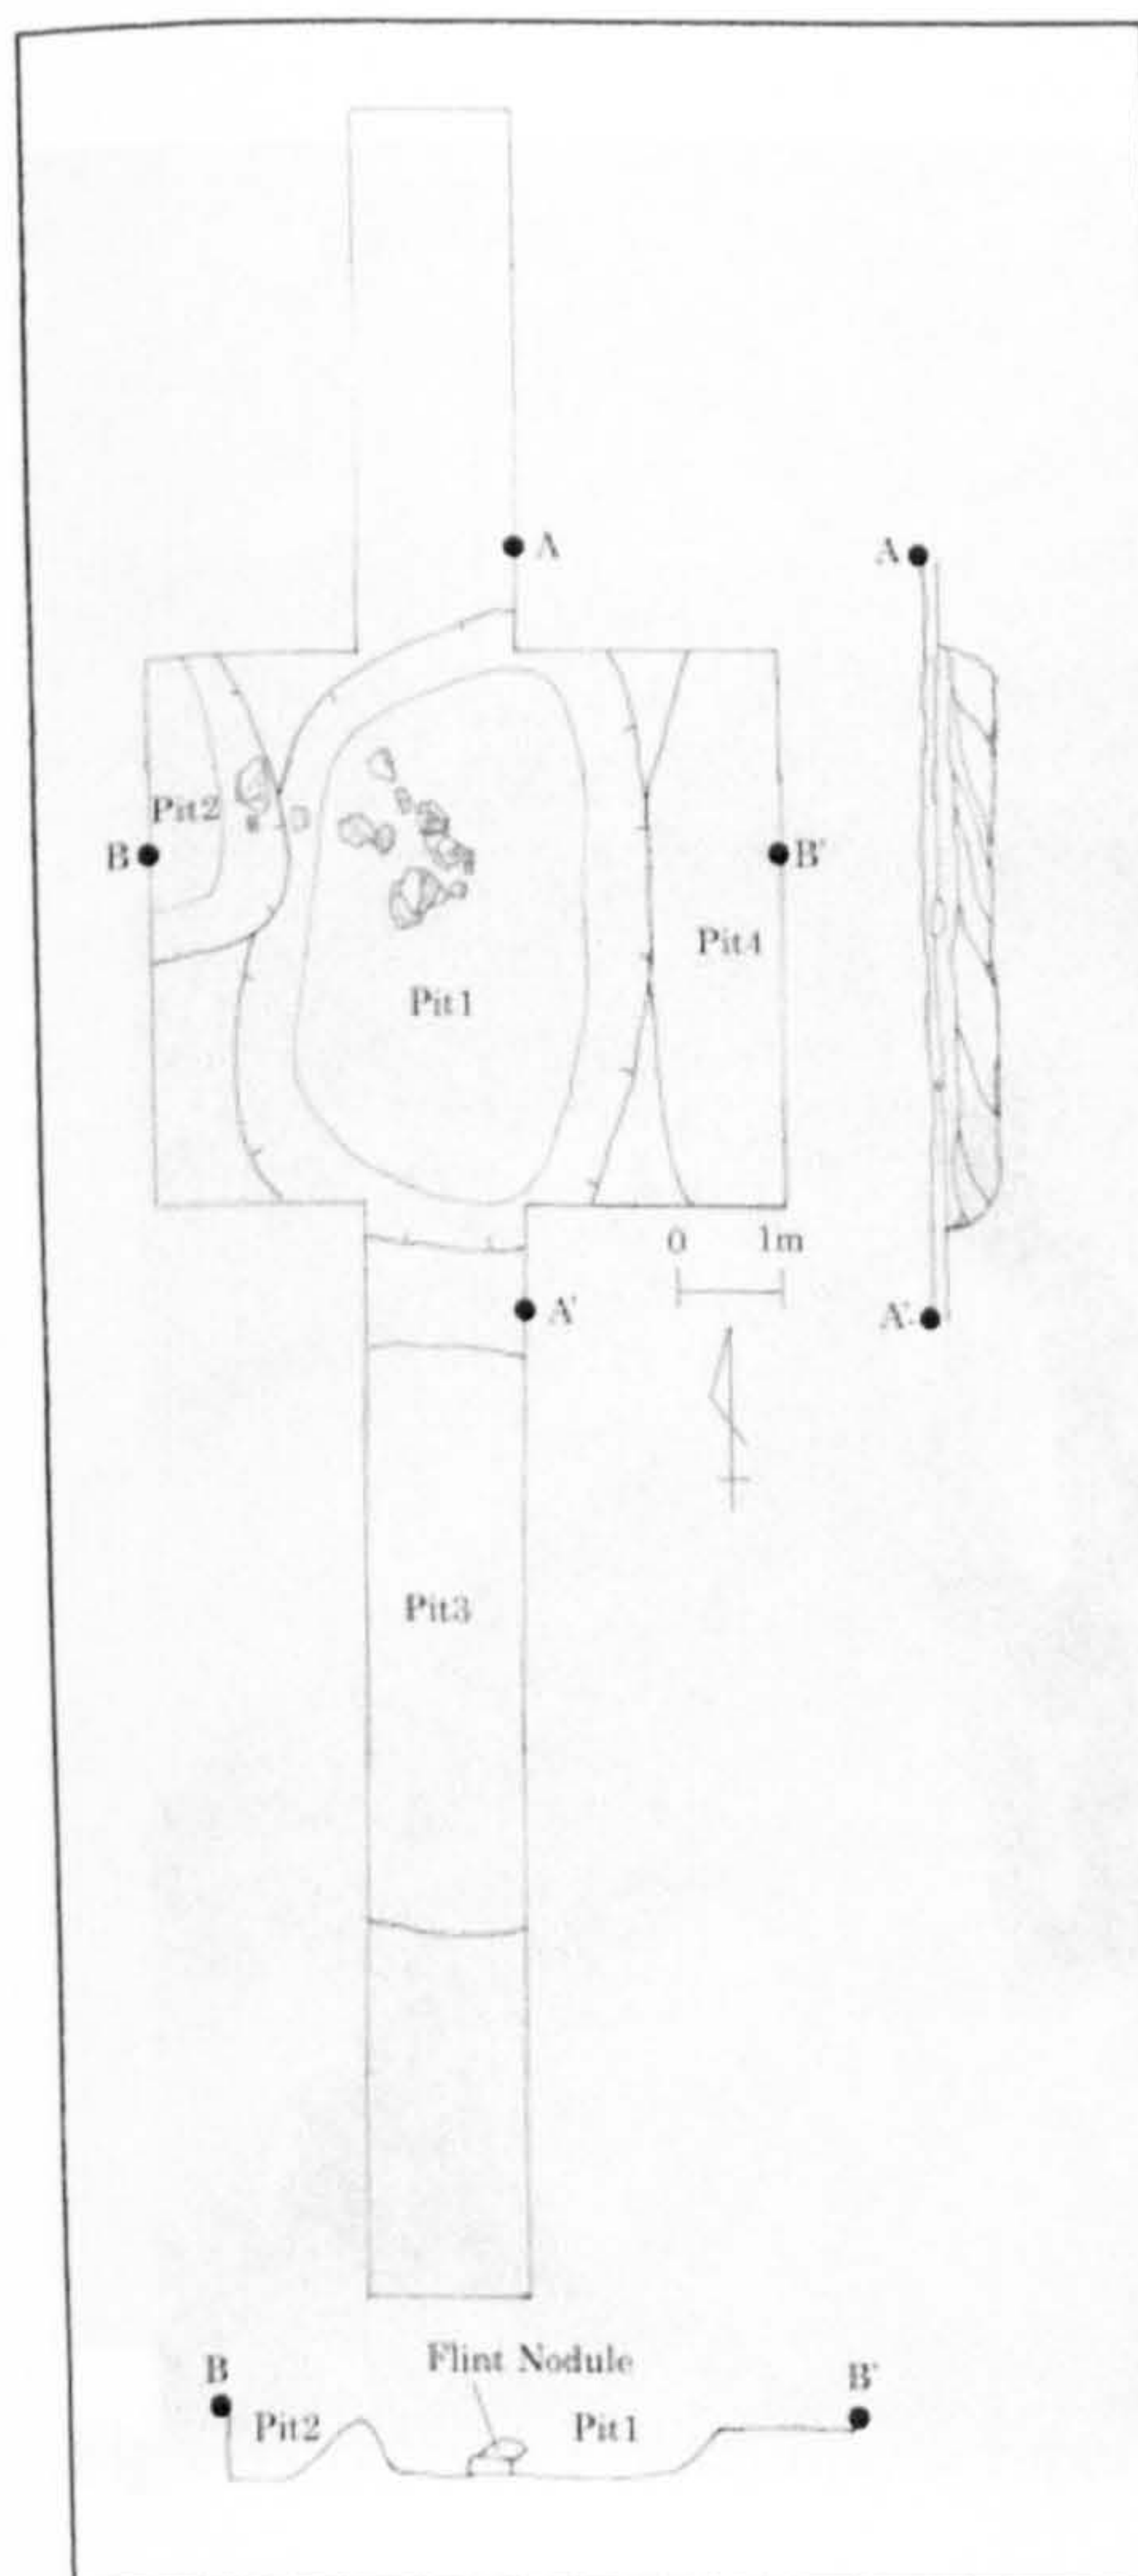 A
A
Pit2
B
B'
Pit4
Pit1
0 1m
A'
A'
Pit3
Flint Nodule
B
B'
Pit2
Pit1